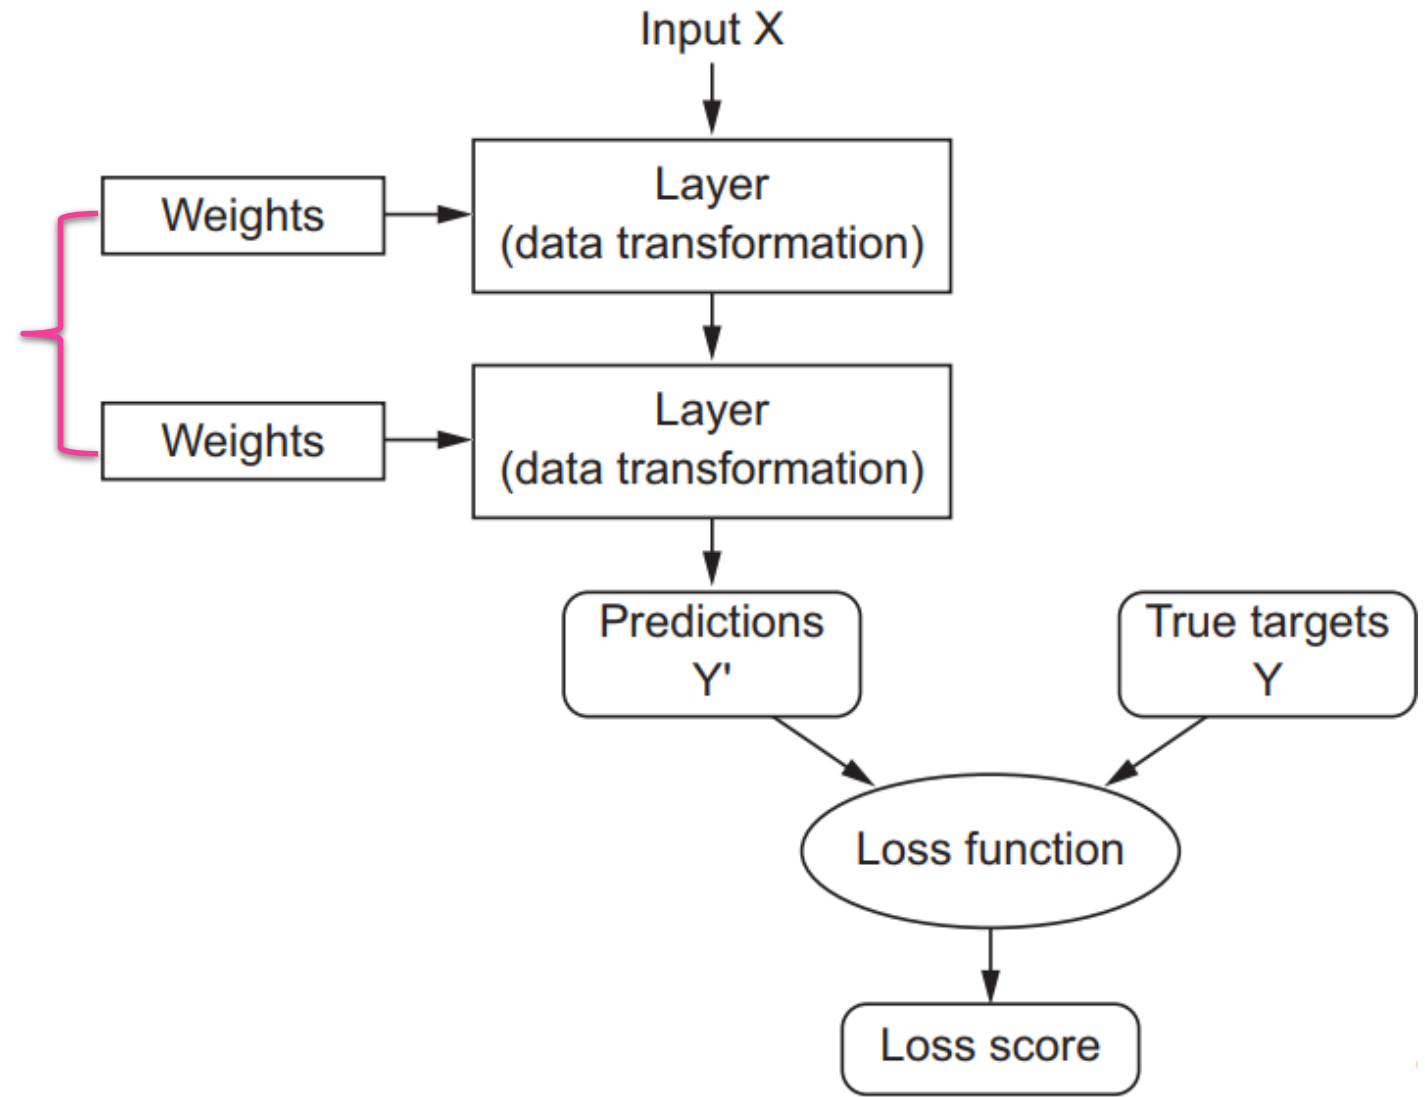 Input X
Weights
Layer
(data transformation)
Weights
Layer
(data transformation)
Predictions
Y'
True targets
Y
Loss function
Loss score